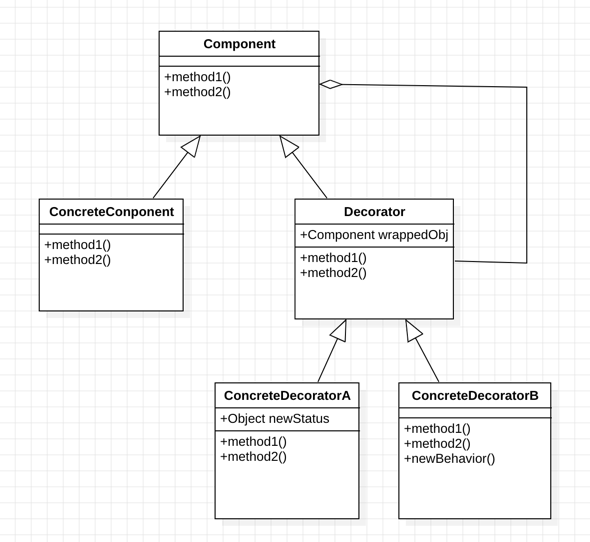 Component
+method1()
+method2()
ConcreteConponent
+method1()
+method2()
Decorator
+Component wrappedObj
+method1()
+method2()
ConcreteDecoratorA
+Object newStatus
+method1()
+method2()
ConcreteDecoratorB
+method1()
+method2()
+newBehavior()